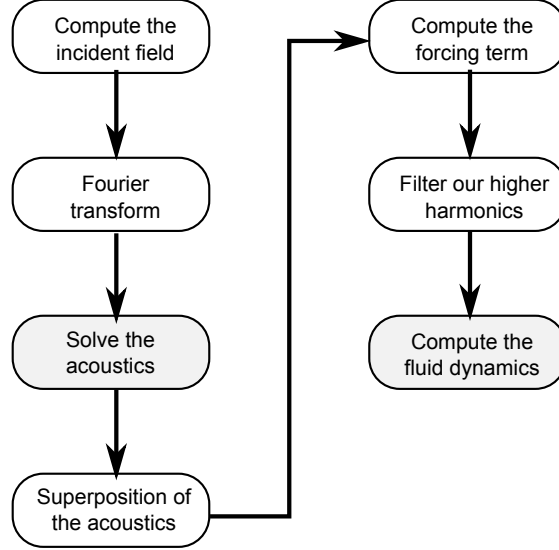 Compute the
incident field
Fourier
transform
Solve the
acoustics
Superposition of
the acoustics
Compute the
forcing term
Filter our higher
harmonics
Compute the
fluid dynamics